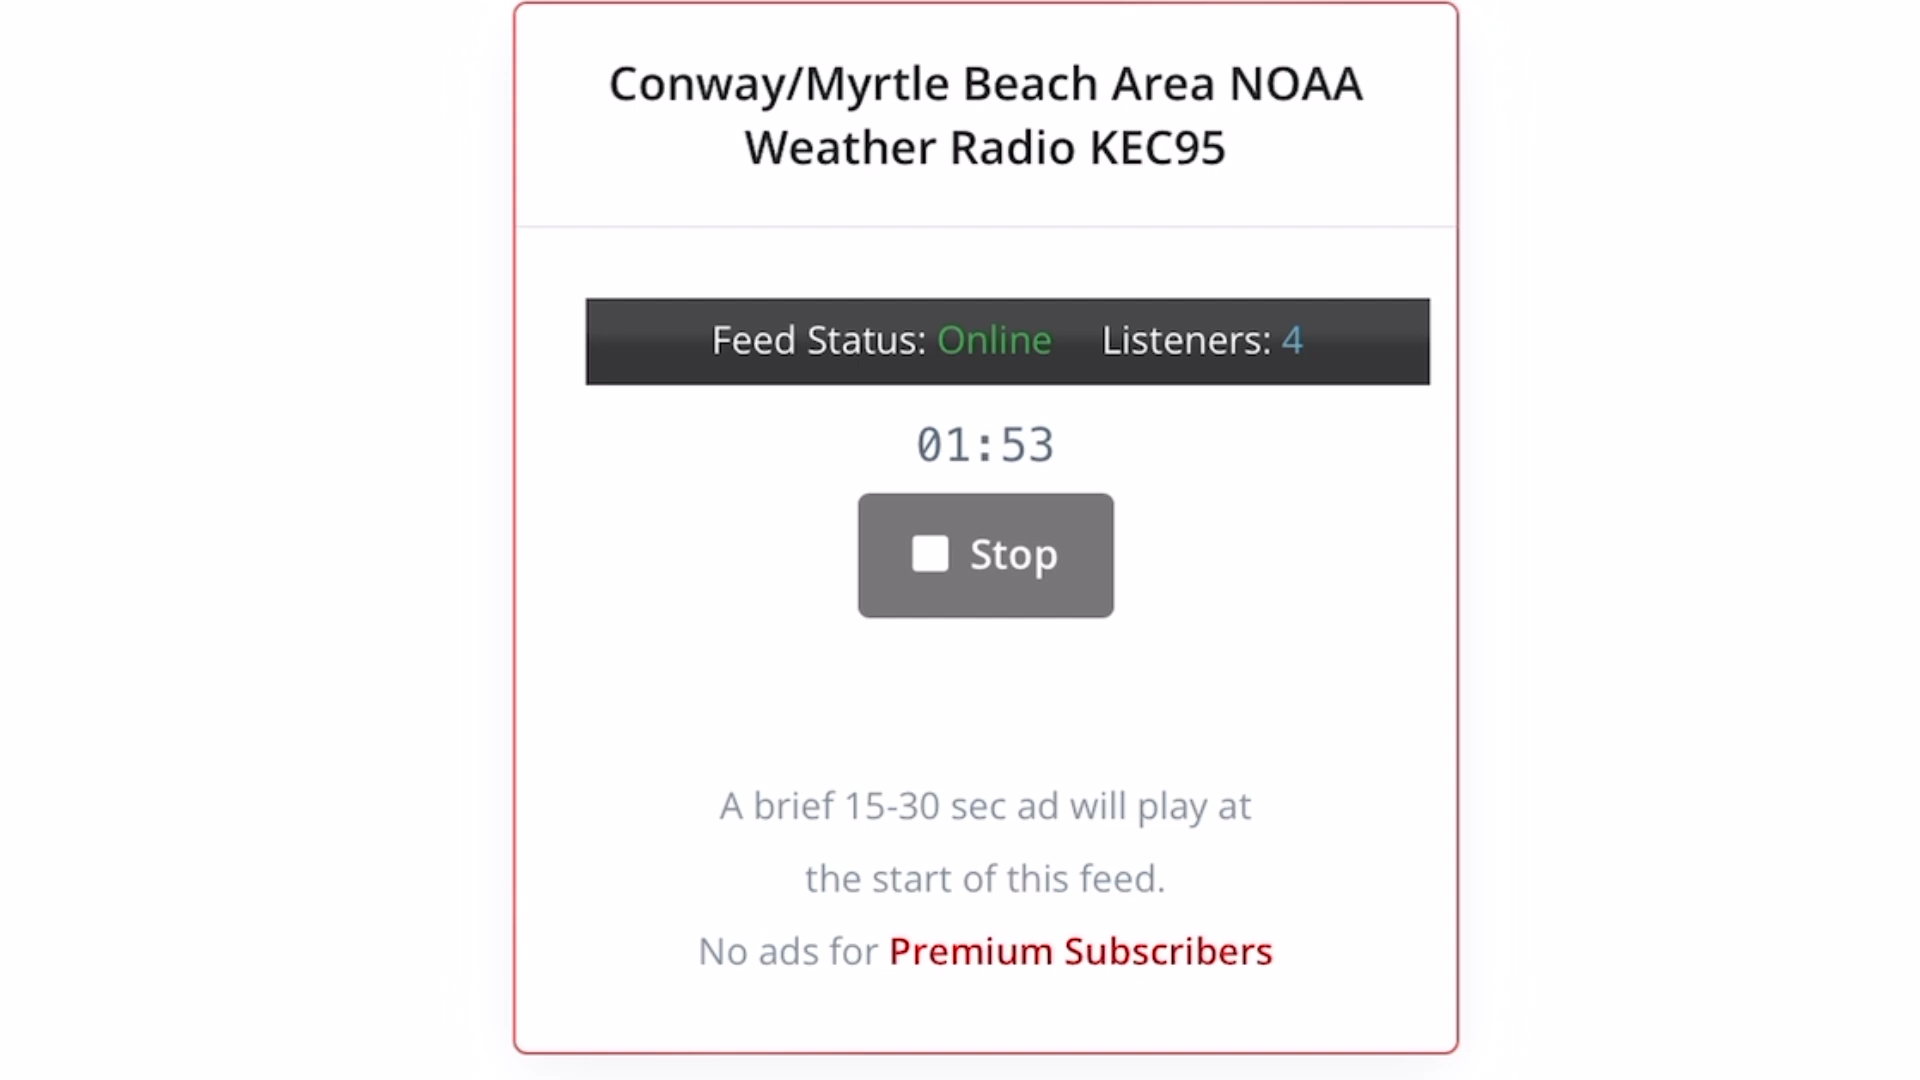 Conway/Myrtle Beach Area NOAA
Weather Radio KEC95
Feed Status: Online Listeners: 4
01:53
Stop
A brief 15-30 sec ad will play at
the start of this feed.
No ads for Premium Subscribers